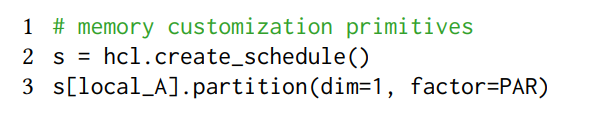 1 # memory customization primitives
2 s = hcl.create_schedule()
3 s[local_A].partition(dim=1, factor=PAR)